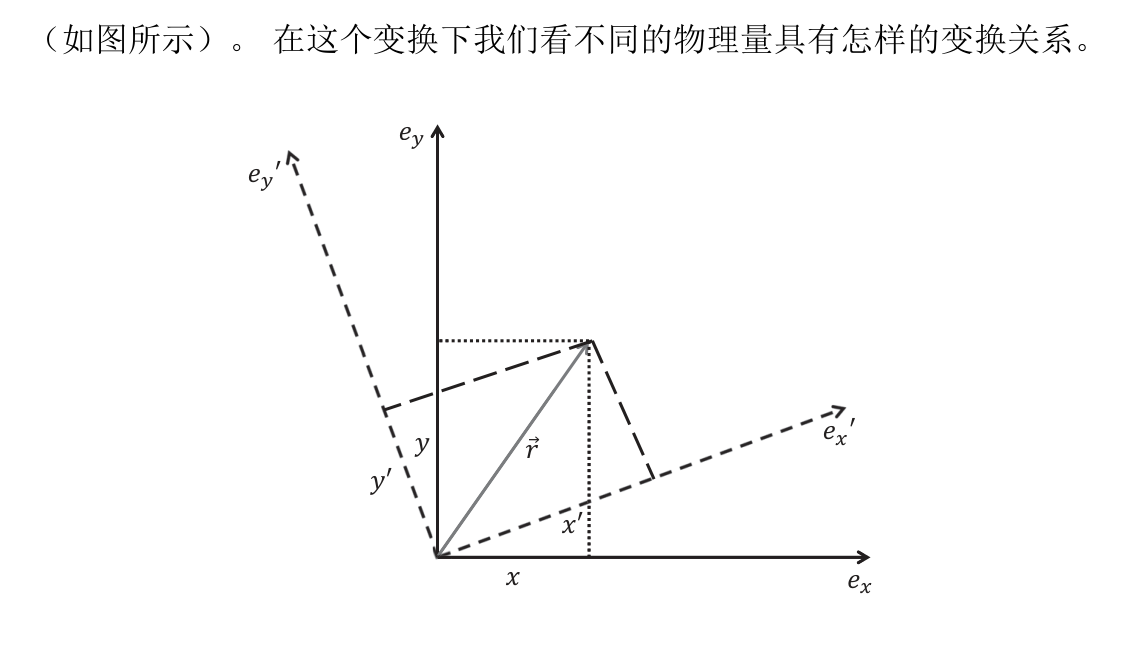 （如图所示）。 在这个变换下我们看不同的物理量具有怎样的变换关系。
e_y
e_y′
y
r⃗
e_x′
y′
x′
x
e_x